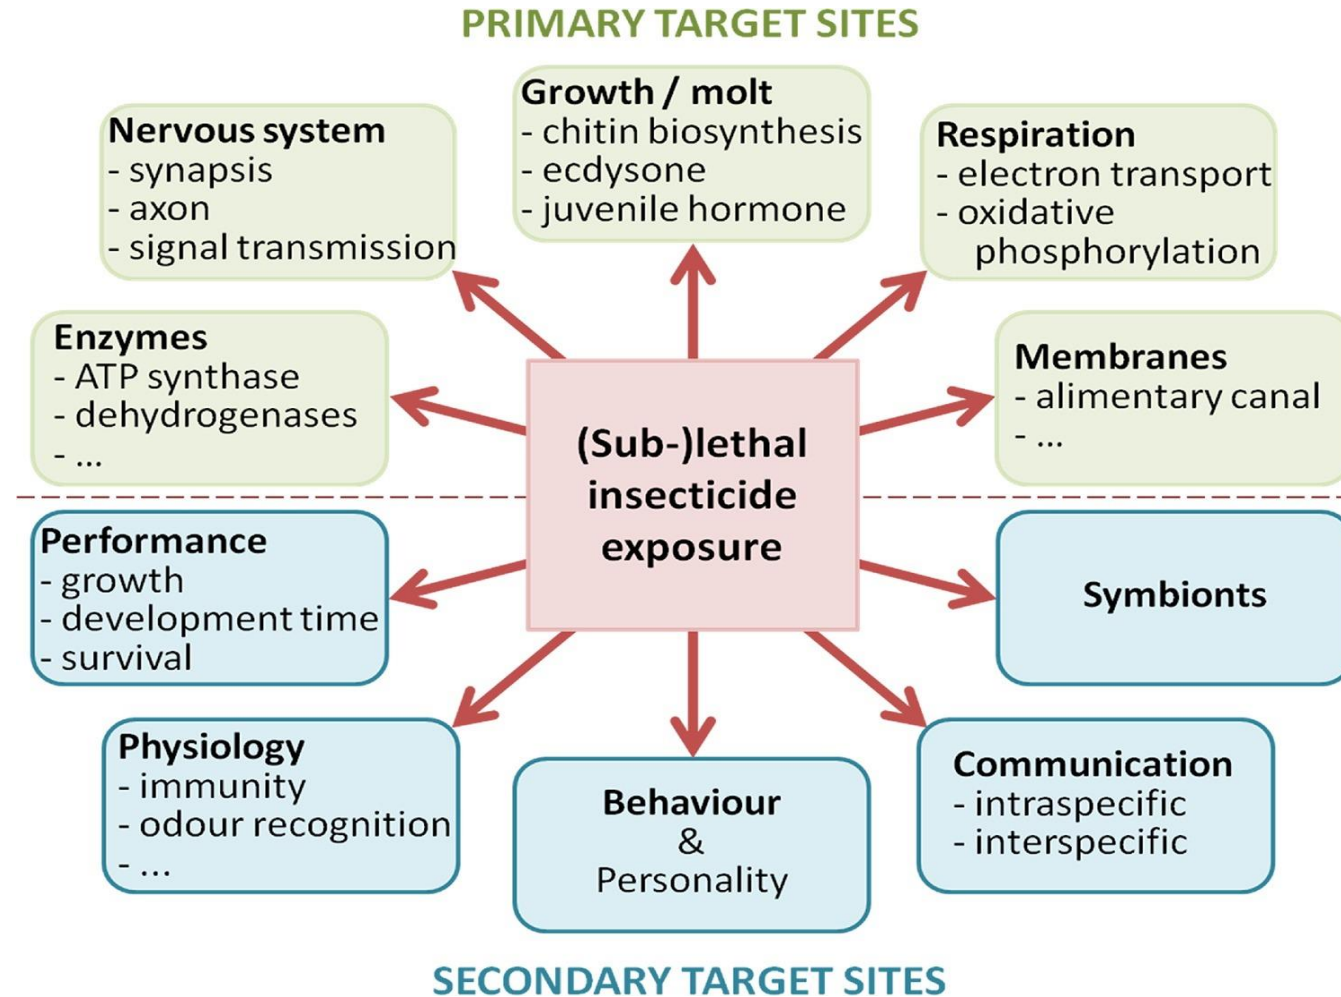 PRIMARY TARGET SITES
Nervous system
- synapsis
- axon
- signal transmission
Growth / molt
- chitin biosynthesis
- ecdysone
- juvenile hormone
Respiration
- electron transport
- oxidative
phosphorylation
Enzymes
- ATP synthase
- dehydrogenases
- ...
Membranes
- alimentary canal
- ...
(Sub-)lethal
insecticide
exposure
Performance
- growth
- development time
- survival
Symbionts
Physiology
- immunity
- odour recognition
- ...
Behaviour
&
Personality
Communication
- intraspecific
- interspecific
SECONDARY TARGET SITES